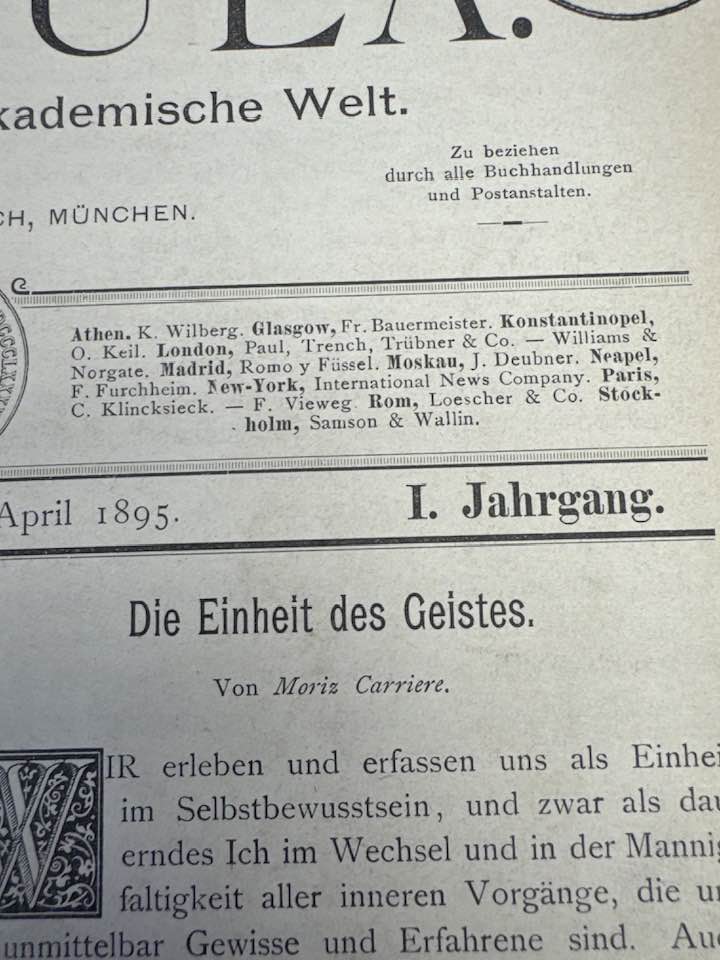 ULA.
kademische Welt.
Zu beziehen
durch alle Buchhandlungen
und Postanstalten.
CH, MÜNCHEN.
Athen. K. Wilberg. Glasgow, Fr. Bauermeister. Konstantinopel,
O. Keil. London, Paul, Trench, Trübner & Co. — Williams &
Norgate. Madrid, Romo y Füssel. Moskau, J. Deubner. Neapel,
F. Furchheim. New-York, International News Company. Paris,
C. Klincksieck. — F. Vieweg. Rom, Loescher & Co. Stock-
holm, Samson & Wallin.
April 1895.
I. Jahrgang.
Die Einheit des Geistes.
Von Moriz Carriere.
WIR erleben und erfassen uns als Einhei
im Selbstbewusstsein, und zwar als dau
erndes Ich im Wechsel und in der Mannig
faltigkeit aller inneren Vorgänge, die un
unmittelbar Gewisse und Erfahrene sind. Auc